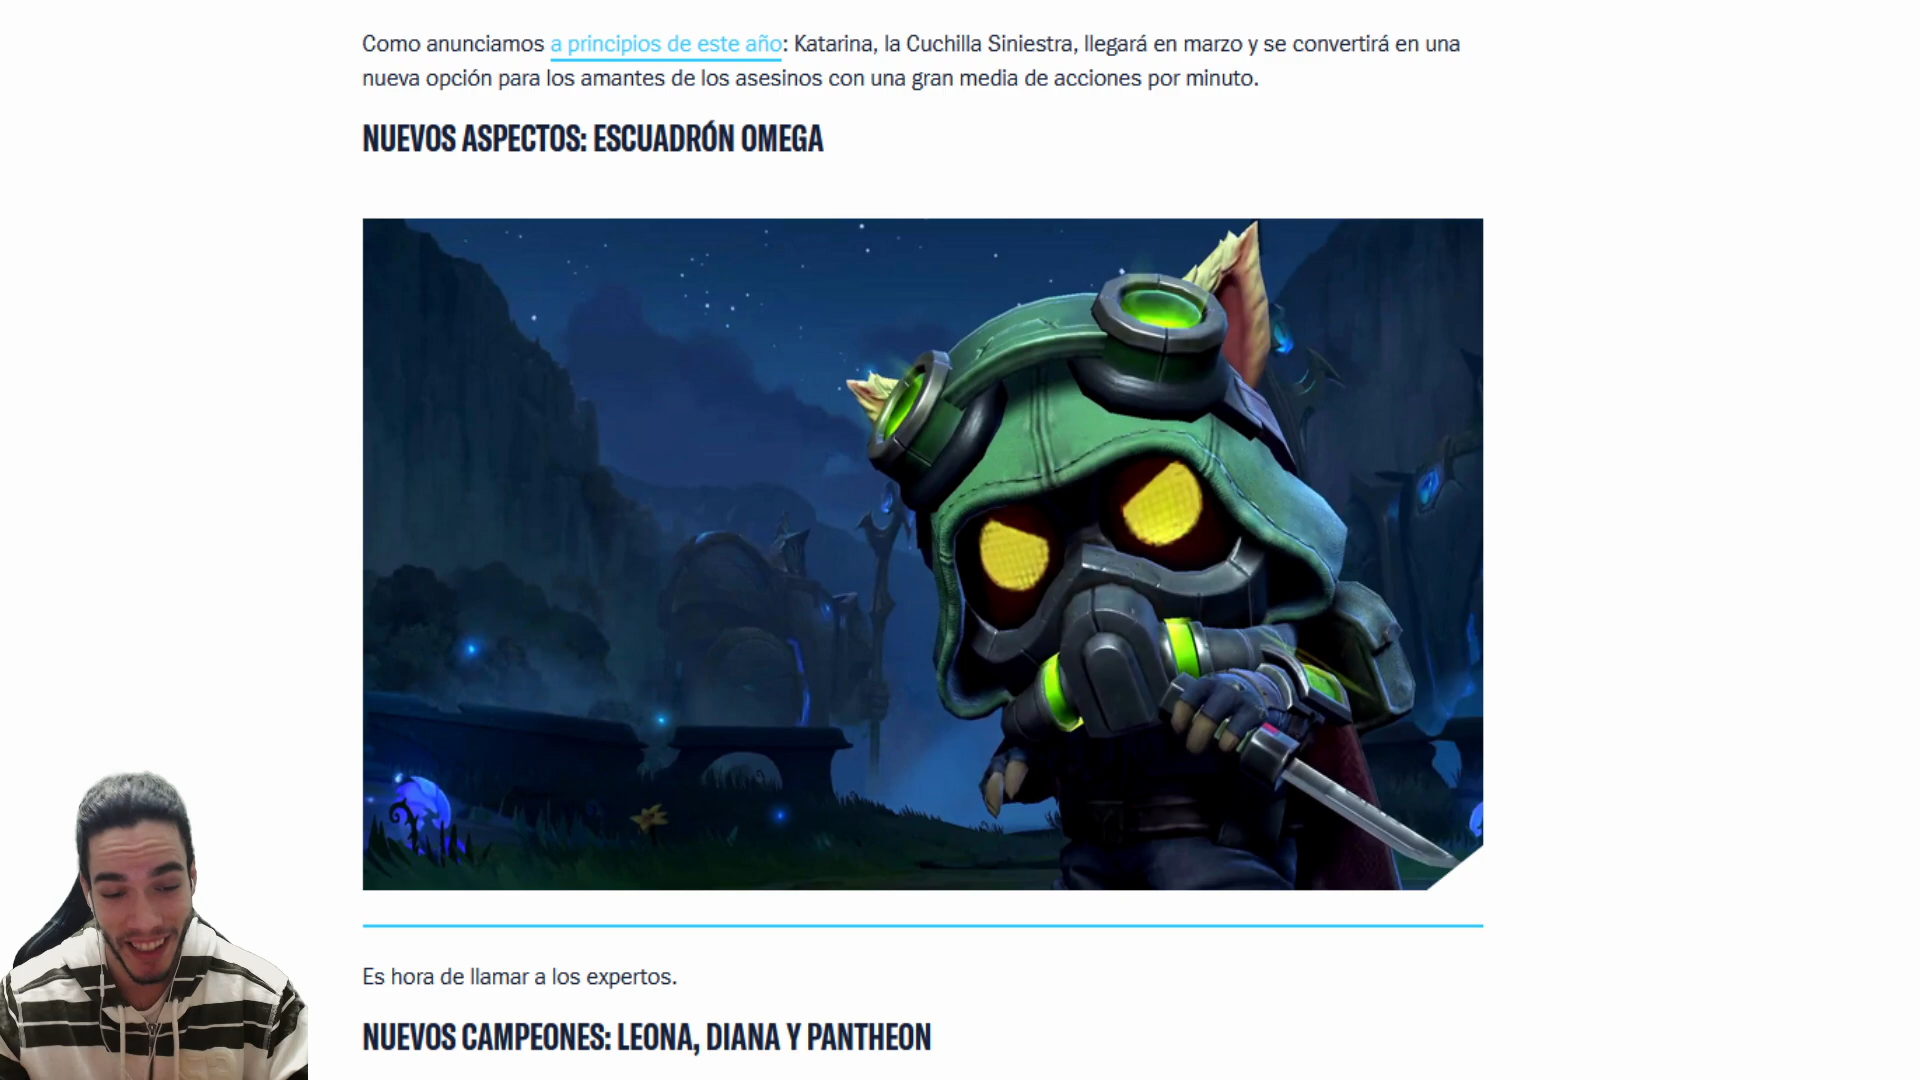 Como anunciamos a principios de este año: Katarina, la Cuchilla Siniestra, llegará en marzo y se convertirá en una
nueva opción para los amantes de los asesinos con una gran media de acciones por minuto.
NUEVOS ASPECTOS: ESCUADRÓN OMEGA
Es hora de llamar a los expertos.
NUEVOS CAMPEONES: LEONA, DIANA Y PANTHEON